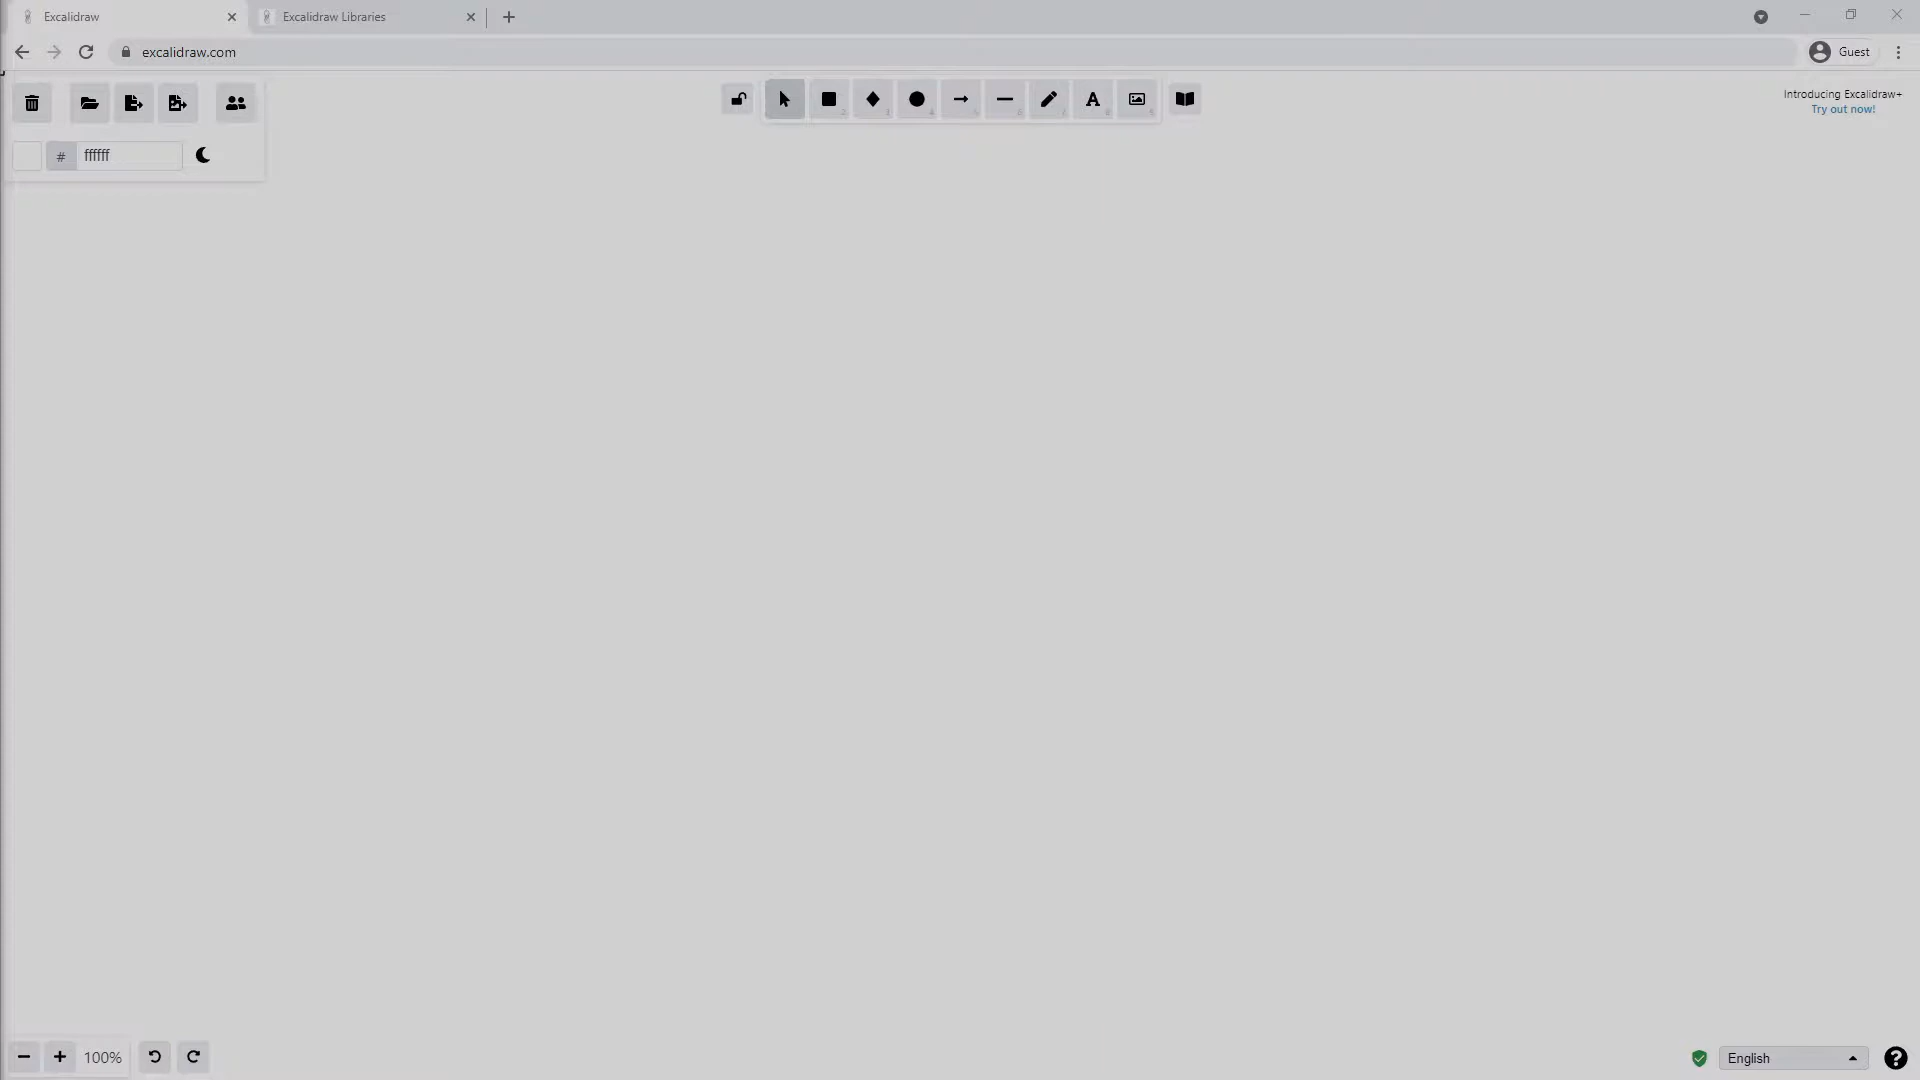 Excalidraw
Excalidraw Libraries
excalidraw.com
Guest
Introducing Excalidraw+
Try out now!
# ffffff
100%
English